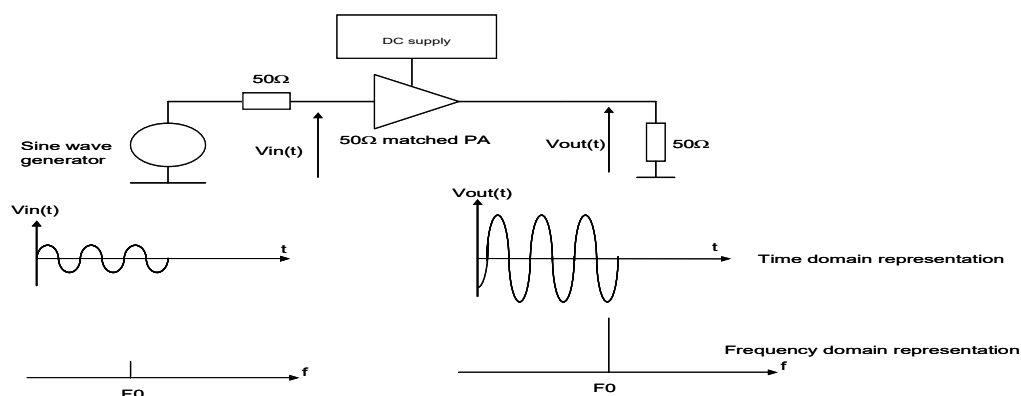 DC supply
50Ω
Sine wave
generator
Vin(t)
50Ω matched PA
Vout(t)
50Ω
Vin(t)
t
Vout(t)
t
Time domain representation
Frequency domain representation
f
F0
f
F0